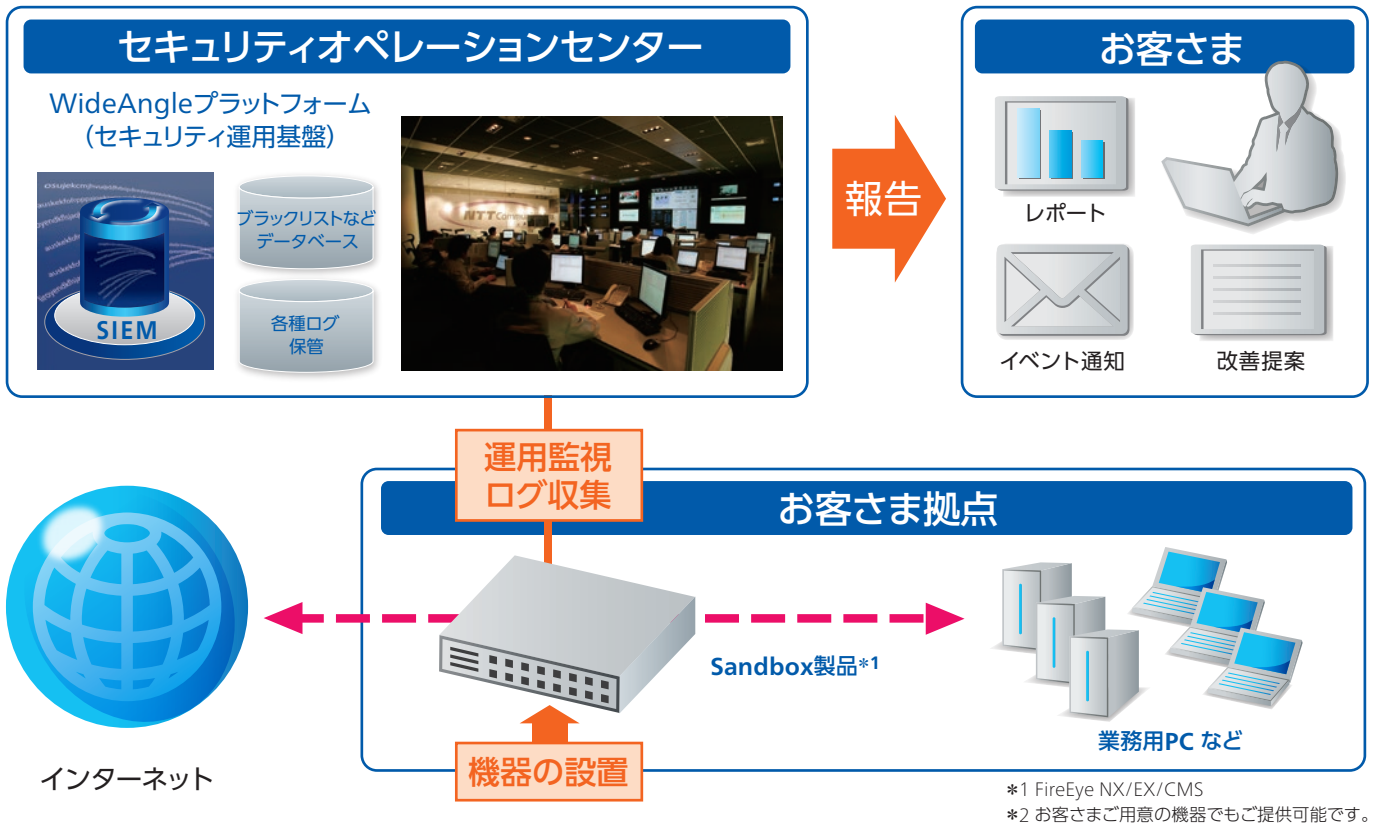 セキュリティオペレーションセンター
WideAngleプラットフォーム
（セキュリティ運用基盤）
SIEM
ブラックリストなど
データベース
各種ログ
保管
NTT Commun
報告
お客さま
レポート
イベント通知
改善提案
運用監視
ログ収集
お客さま拠点
インターネット
Sandbox製品*1
業務用PC など
機器の設置
*1 FireEye NX/EX/CMS
*2 お客さまご用意の機器でもご提供可能です。